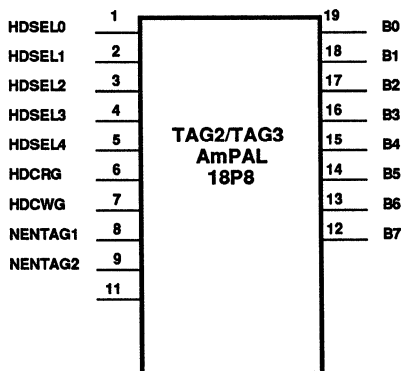 HDSEL0 1 19 B0
HDSEL1 2 18 B1
HDSEL2 3 17 B2
HDSEL3 4 16 B3
HDSEL4 5 15 B4
TAG2/TAG3
AmPAL
18P8
HDCRG 6 14 B5
HDCWG 7 13 B6
NENTAG1 8 12 B7
NENTAG2 9
11